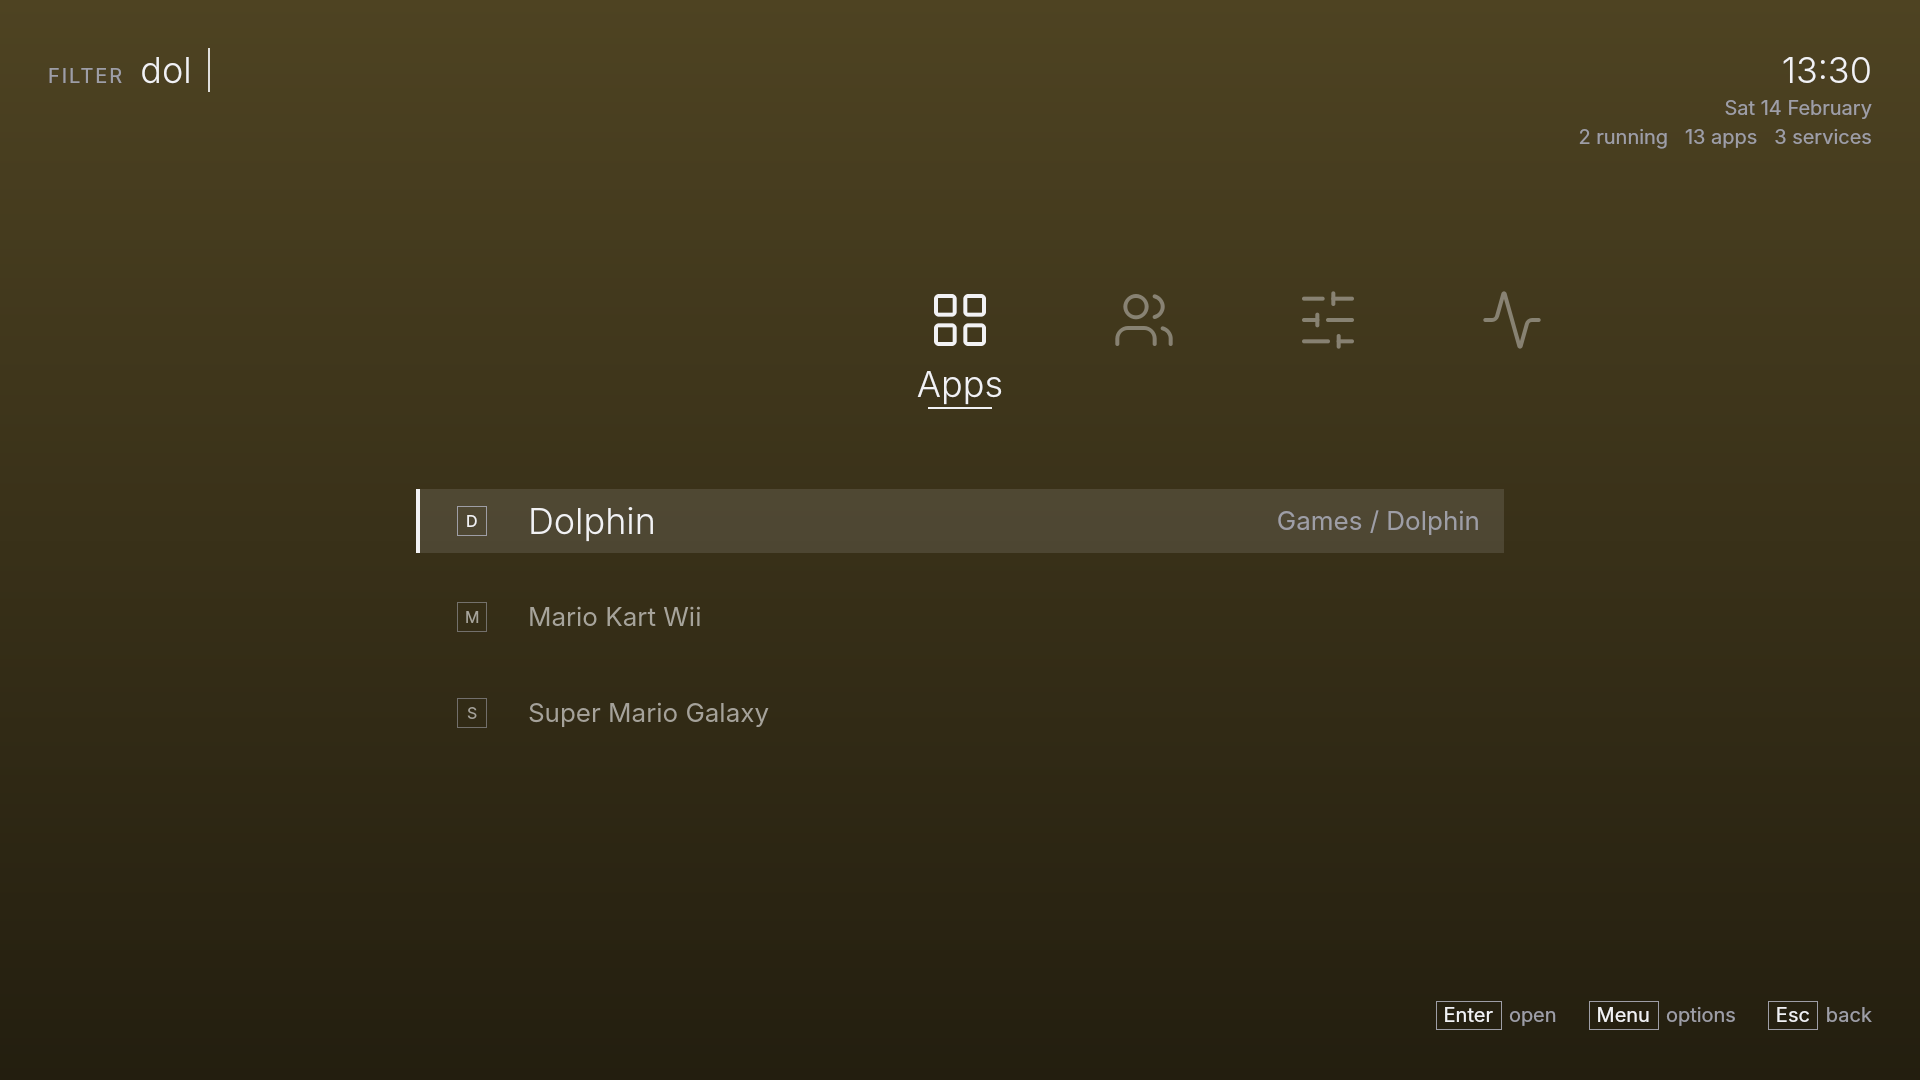 FILTER dol
13:30
Sat 14 February
2 running 13 apps 3 services
Apps
D Dolphin Games / Dolphin
M Mario Kart Wii
S Super Mario Galaxy
Enter open Menu options Esc back